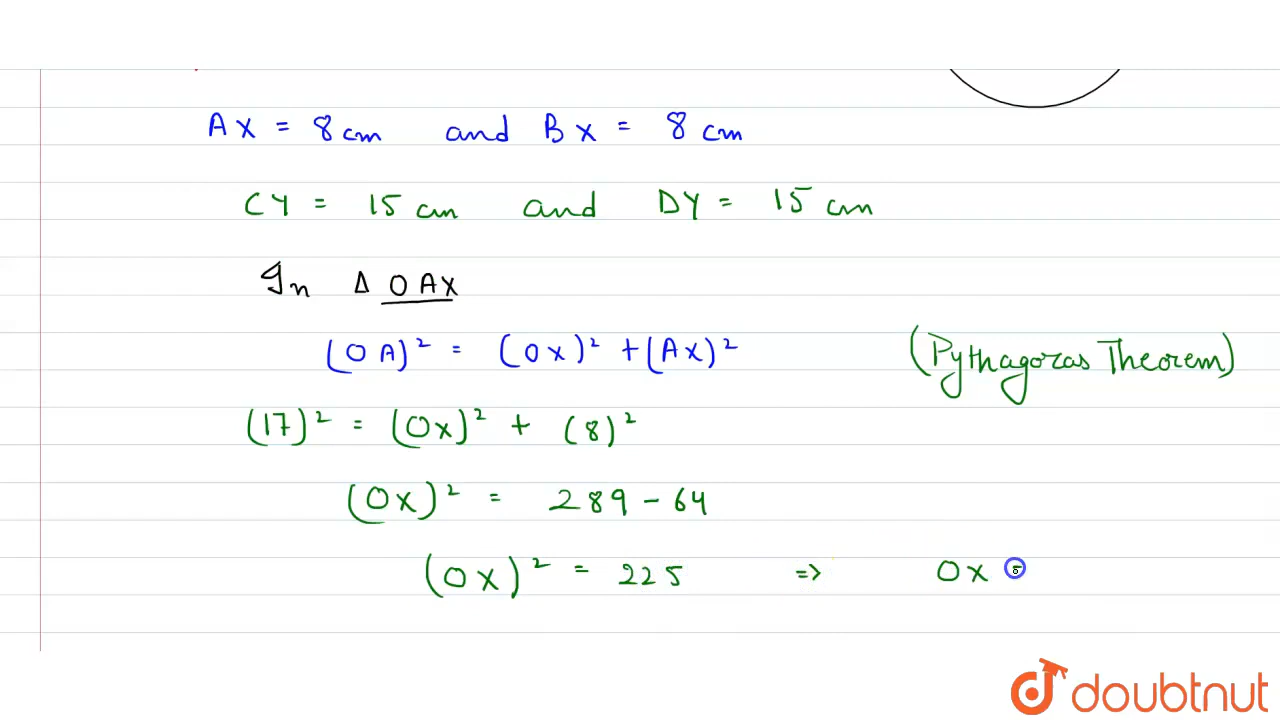 AX = 8 cm and BX = 8 cm
CY = 15 cm and DY = 15 cm
In Δ OAX
(OA)² = (OX)² + (AX)² (Pythagoras Theorem)
(17)² = (OX)² + (8)²
(OX)² = 289 - 64
(OX)² = 225 => OX =
doubtnut